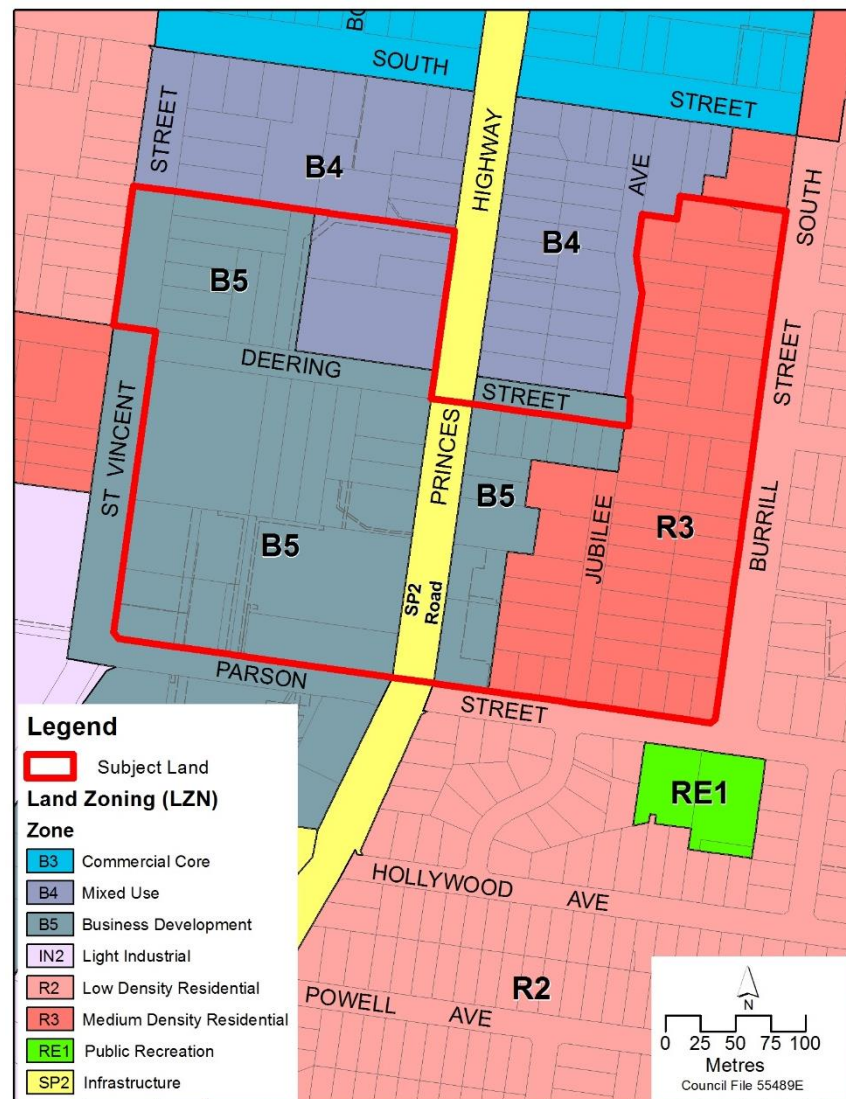 BO
SOUTH
STREET
STREET
B4
HIGHWAY
AVE
SOUTH
B4
B5
DEERING
STREET
STREET
ST VINCENT
PRINCES
B5
JUBILEE
R3
BURRILL
B5
SP2
Road
PARSON
STREET
RE1
HOLLYWOOD AVE
R2
POWELL AVE
Legend
Subject Land
Land Zoning (LZN)
Zone
B3 Commercial Core
B4 Mixed Use
B5 Business Development
IN2 Light Industrial
R2 Low Density Residential
R3 Medium Density Residential
RE1 Public Recreation
SP2 Infrastructure
N
0 25 50 75 100
Metres
Council File 55489E